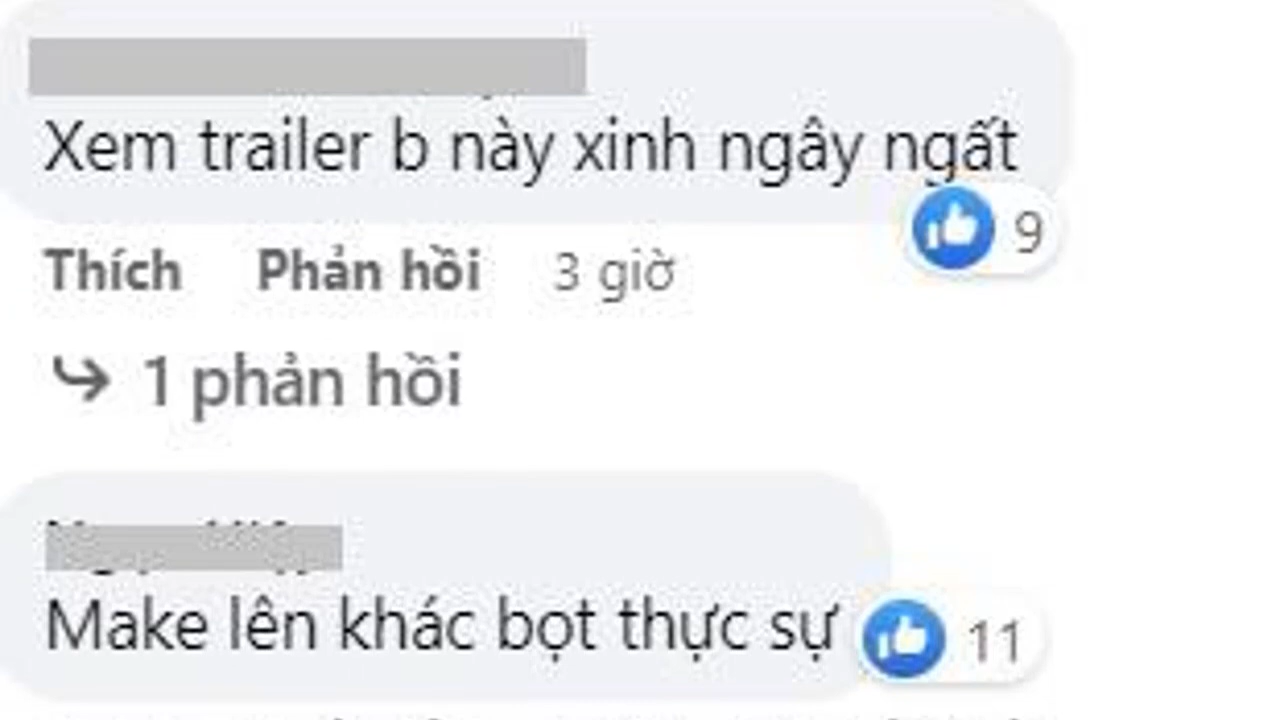 Xem trailer b này xinh ngây ngất
9
Thích Phản hồi 3 giờ
1 phản hồi
Make lên khác bọt thực sự
11